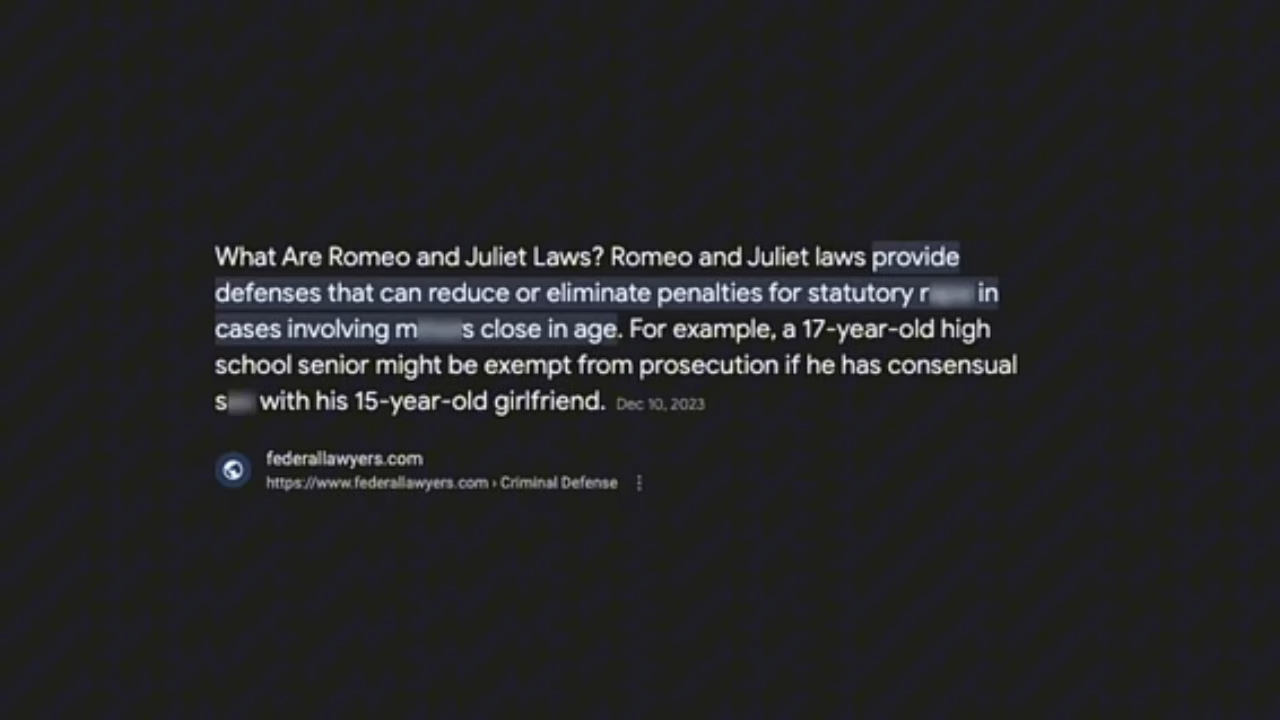 What Are Romeo and Juliet Laws? Romeo and Juliet laws provide
defenses that can reduce or eliminate penalties for statutory r in
cases involving m s close in age. For example, a 17-year-old high
school senior might be exempt from prosecution if he has consensual
s with his 15-year-old girlfriend. Dec 10, 2023
federallawyers.com
https://www.federallawyers.com › Criminal Defense